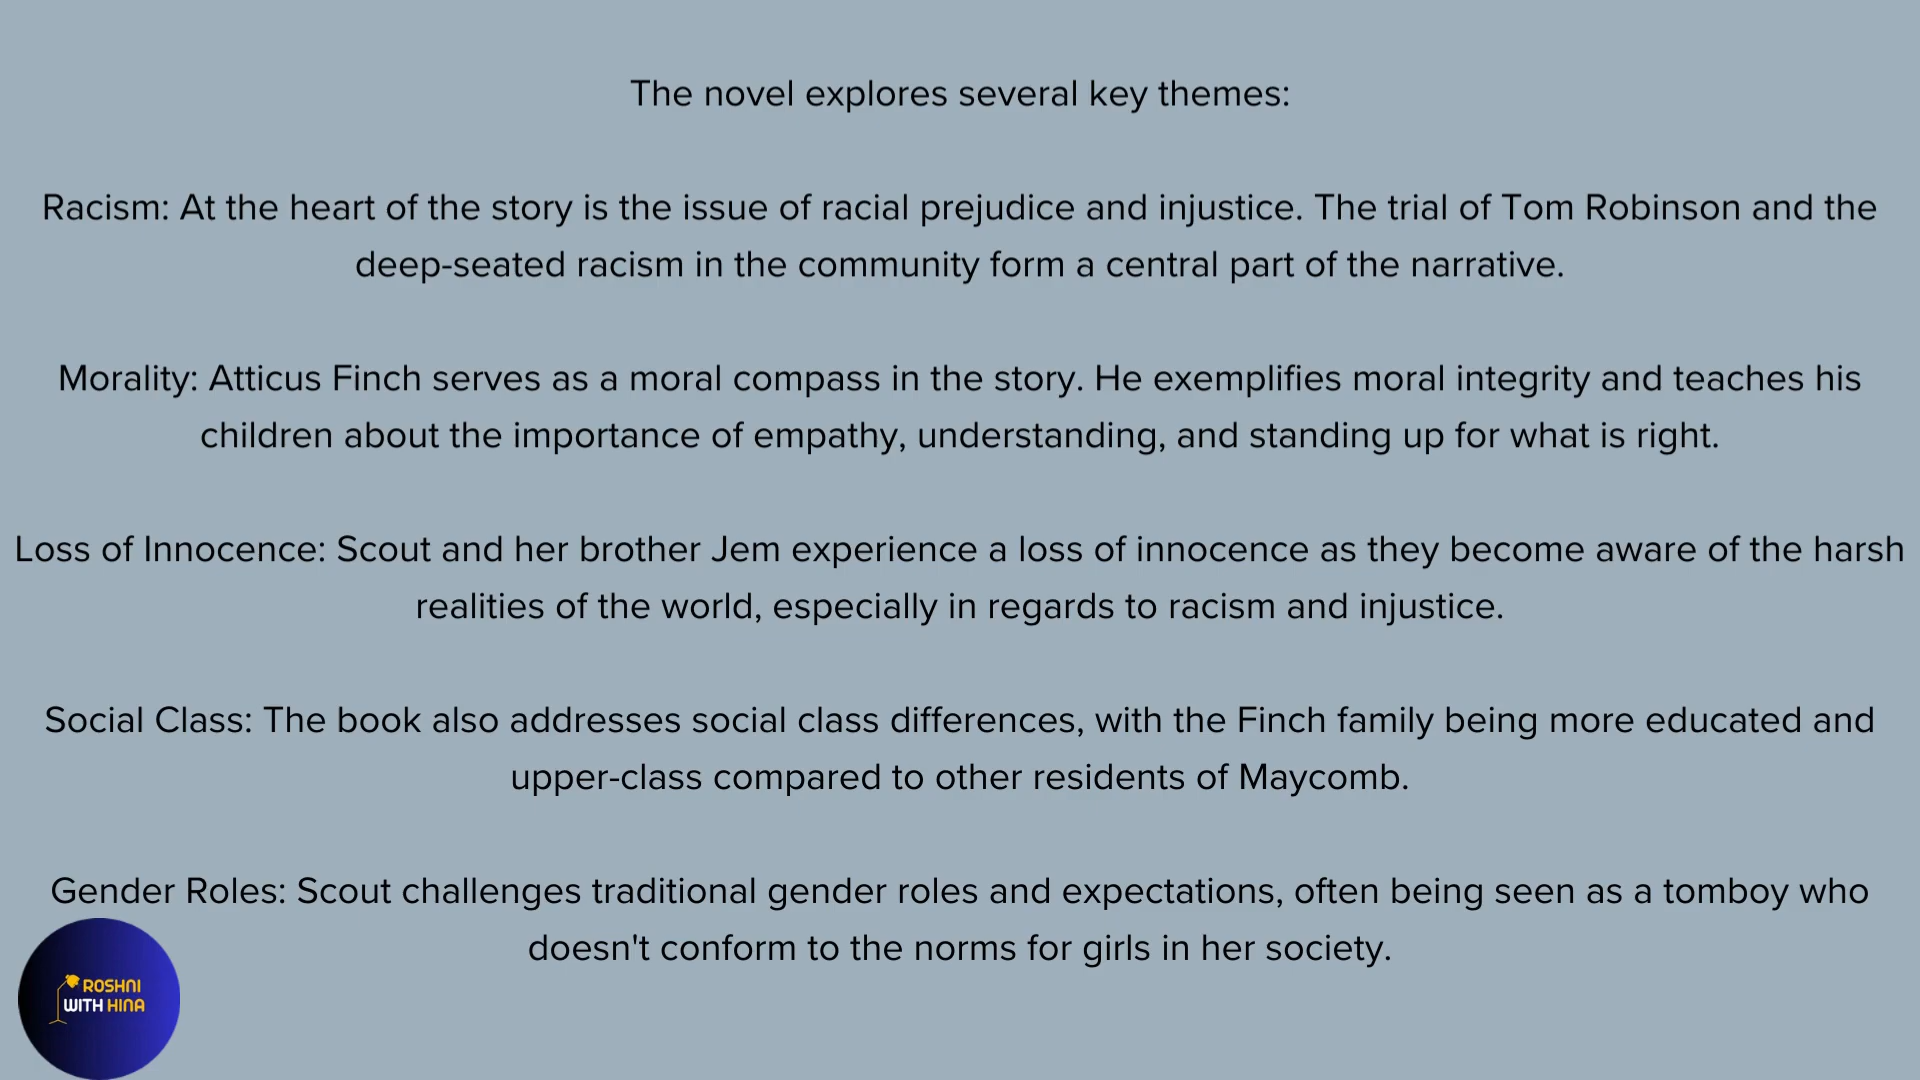 The novel explores several key themes:
Racism: At the heart of the story is the issue of racial prejudice and injustice. The trial of Tom Robinson and the
deep-seated racism in the community form a central part of the narrative.
Morality: Atticus Finch serves as a moral compass in the story. He exemplifies moral integrity and teaches his
children about the importance of empathy, understanding, and standing up for what is right.
Loss of Innocence: Scout and her brother Jem experience a loss of innocence as they become aware of the harsh
realities of the world, especially in regards to racism and injustice.
Social Class: The book also addresses social class differences, with the Finch family being more educated and
upper-class compared to other residents of Maycomb.
Gender Roles: Scout challenges traditional gender roles and expectations, often being seen as a tomboy who
doesn't conform to the norms for girls in her society.
ROSHNI
WITH HINA